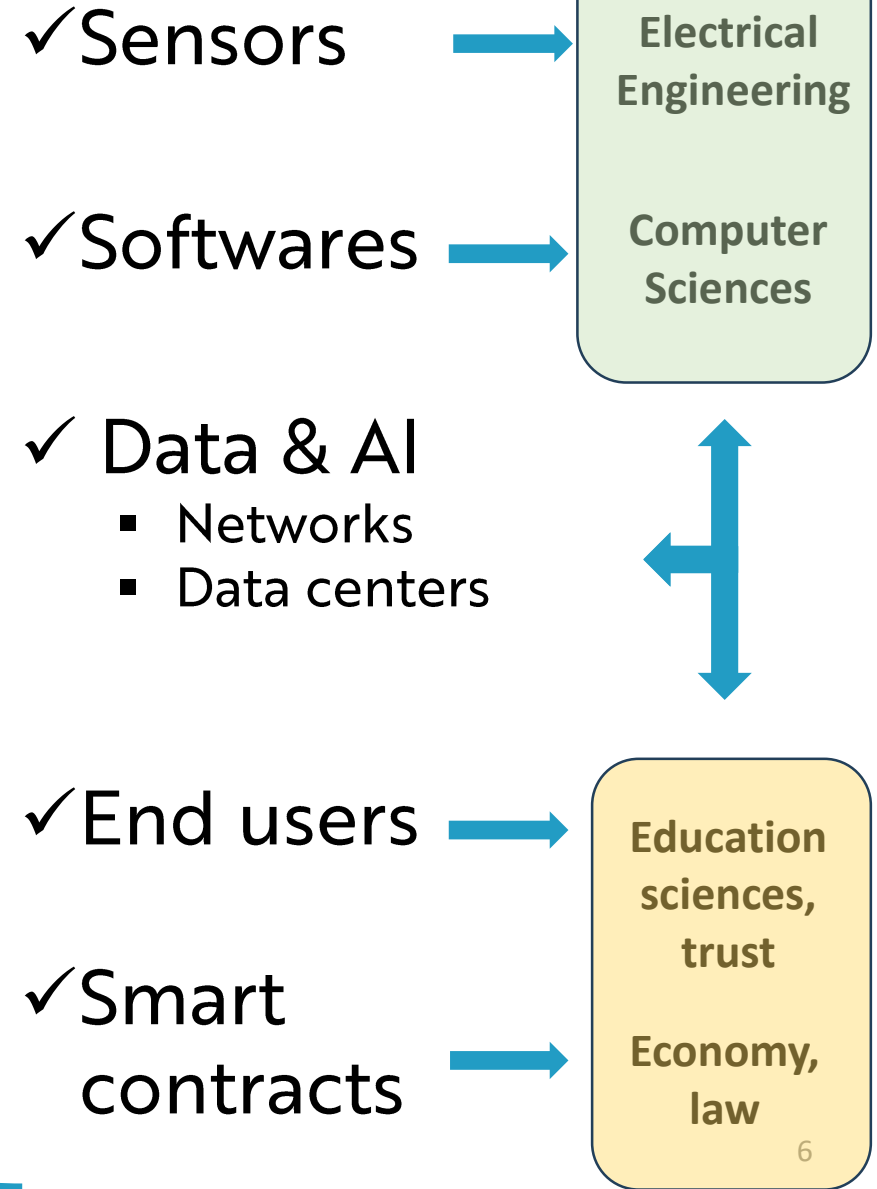 ✓Sensors
Electrical
Engineering
✓Softwares
Computer
Sciences
✓ Data & AI
▪ Networks
▪ Data centers
✓End users
Education
sciences,
trust
✓Smart
contracts
Economy,
law
6